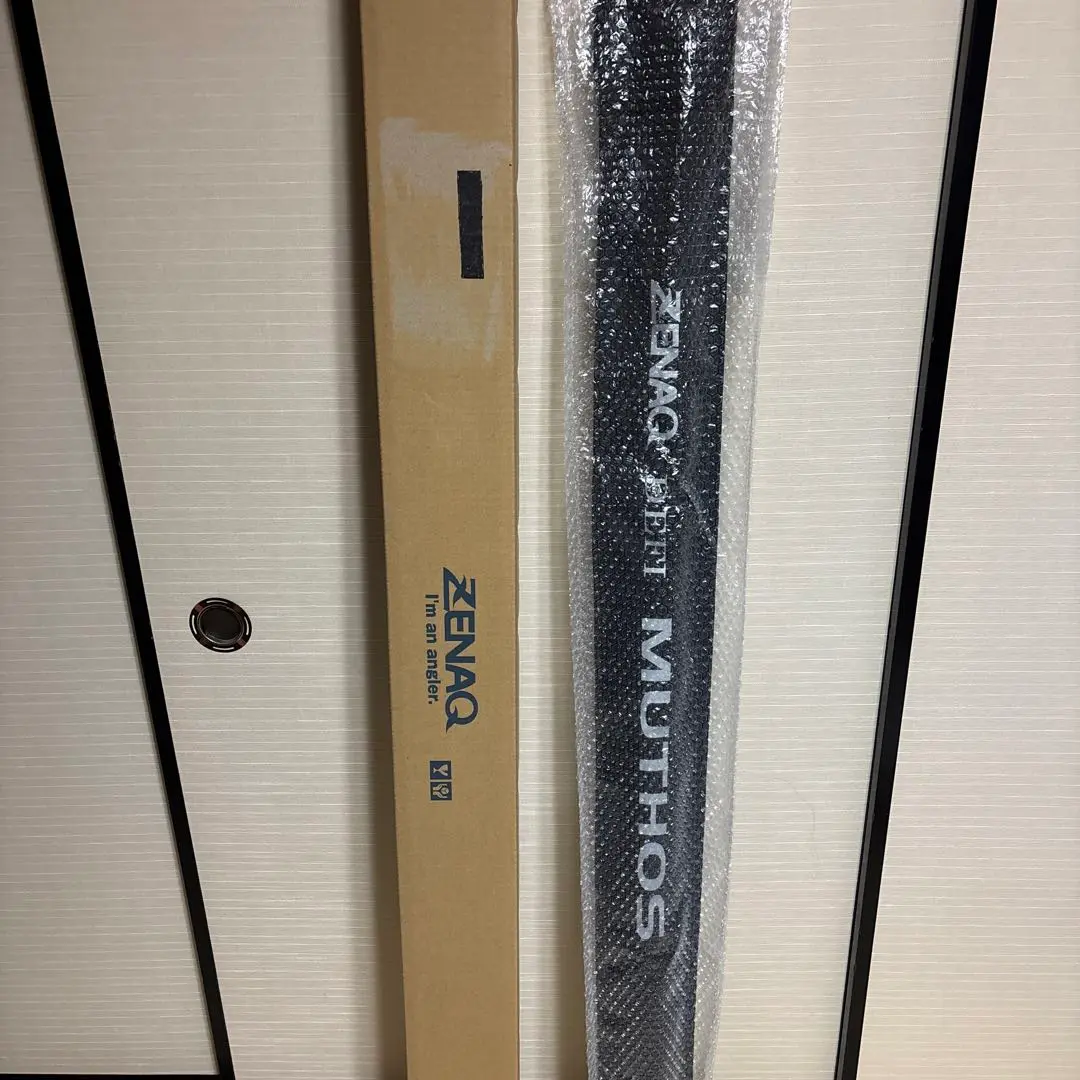 ZENAQ
I'm an angler.
ZENAQ DEFI MUTHOS